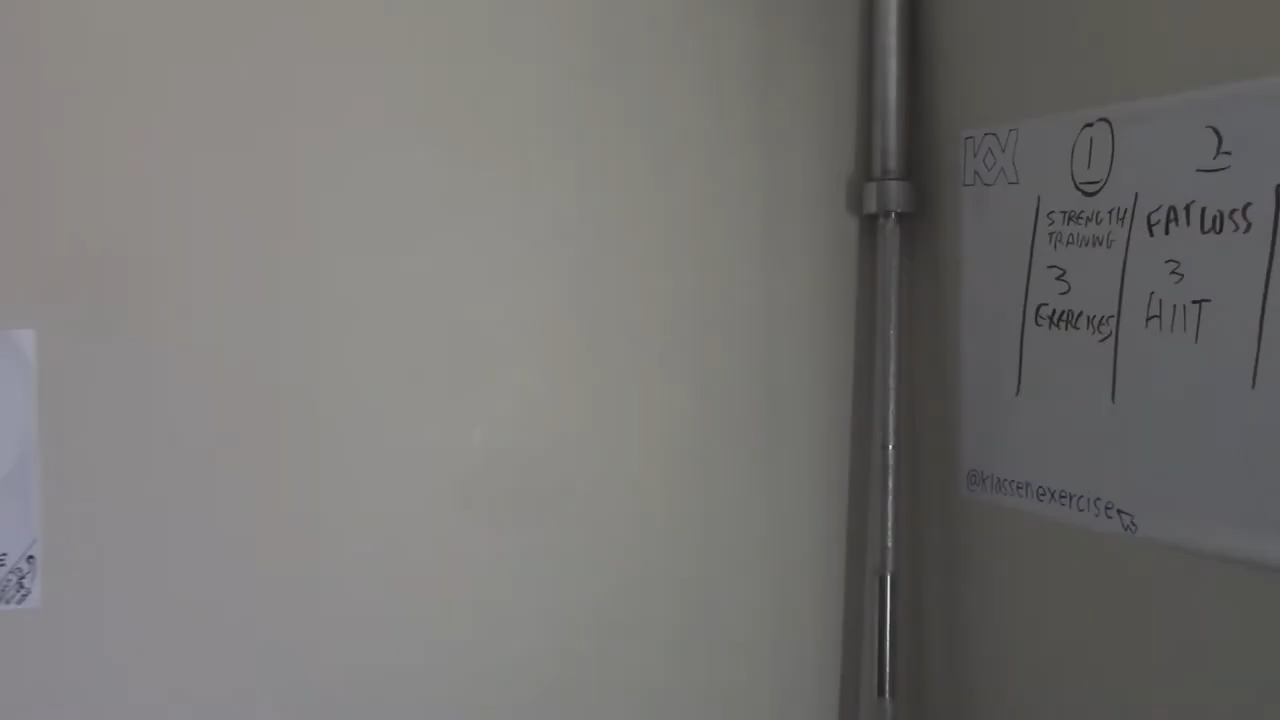 KX
1
2
STRENGTH
TRAINING
3
EXERCISES
FAT LOSS
3
HIIT
@klassenexercise